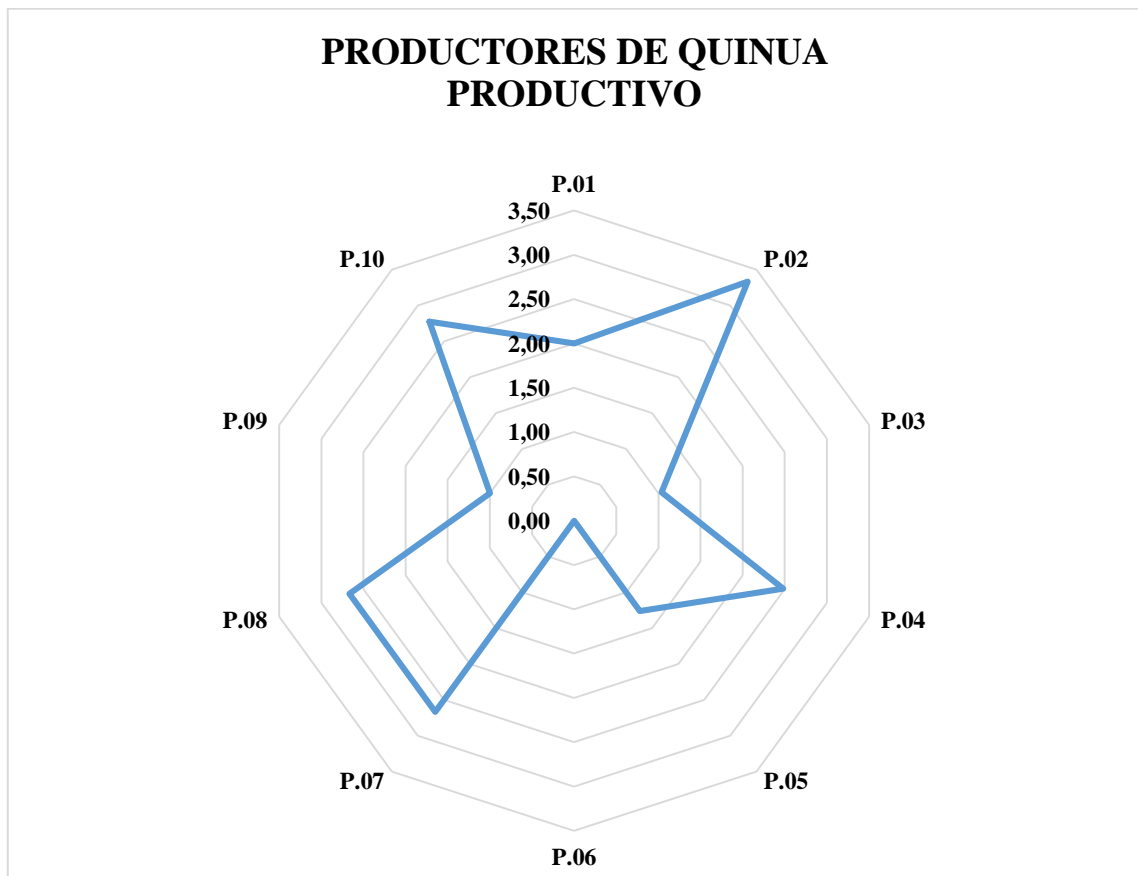 PRODUCTORES DE QUINUA
PRODUCTIVO
P.01
3,50
3,00
2,50
2,00
1,50
1,00
0,50
0,00
P.02
P.03
P.04
P.05
P.06
P.07
P.08
P.09
P.10